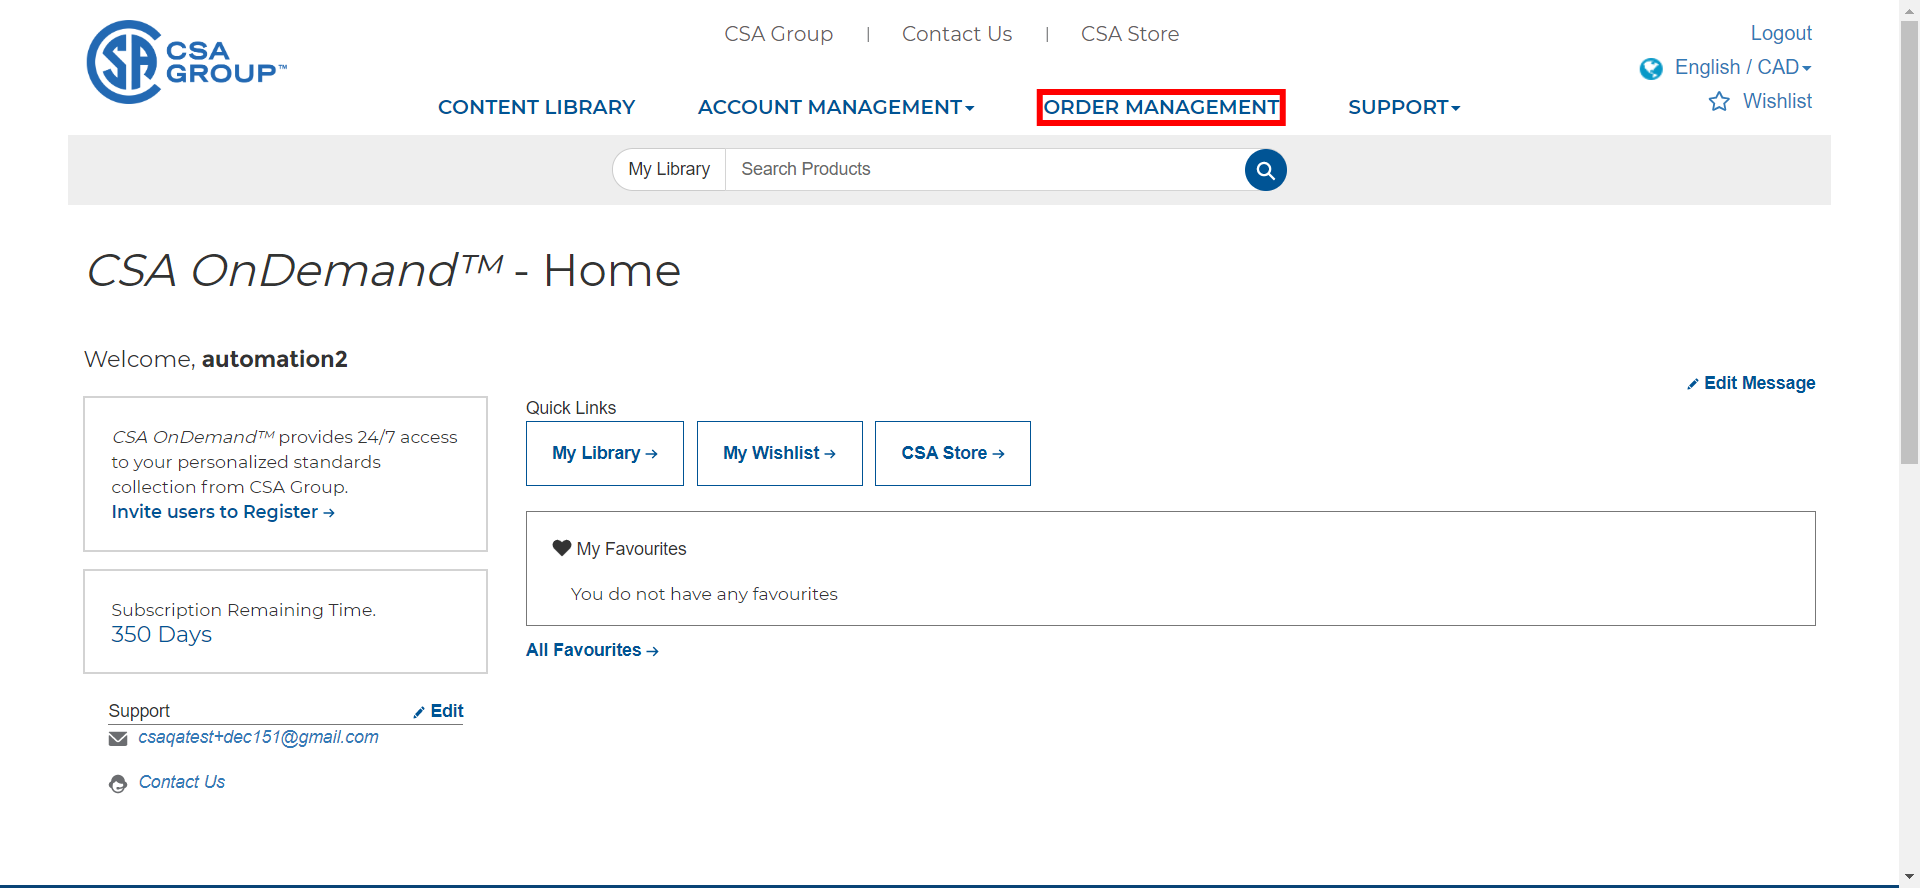 CSA Group | Contact Us | CSA Store
Logout
English / CAD
Wishlist
SA CSA
GROUP™
CONTENT LIBRARY ACCOUNT MANAGEMENT ORDER MANAGEMENT SUPPORT
My Library Search Products
CSA OnDemand™ - Home
Welcome, automation2
Edit Message
CSA OnDemand™ provides 24/7 access
to your personalized standards
collection from CSA Group.
Invite users to Register →
Subscription Remaining Time.
350 Days
Support Edit
csaqatest+dec151@gmail.com
Contact Us
Quick Links
My Library → My Wishlist → CSA Store →
My Favourites
You do not have any favourites
All Favourites →